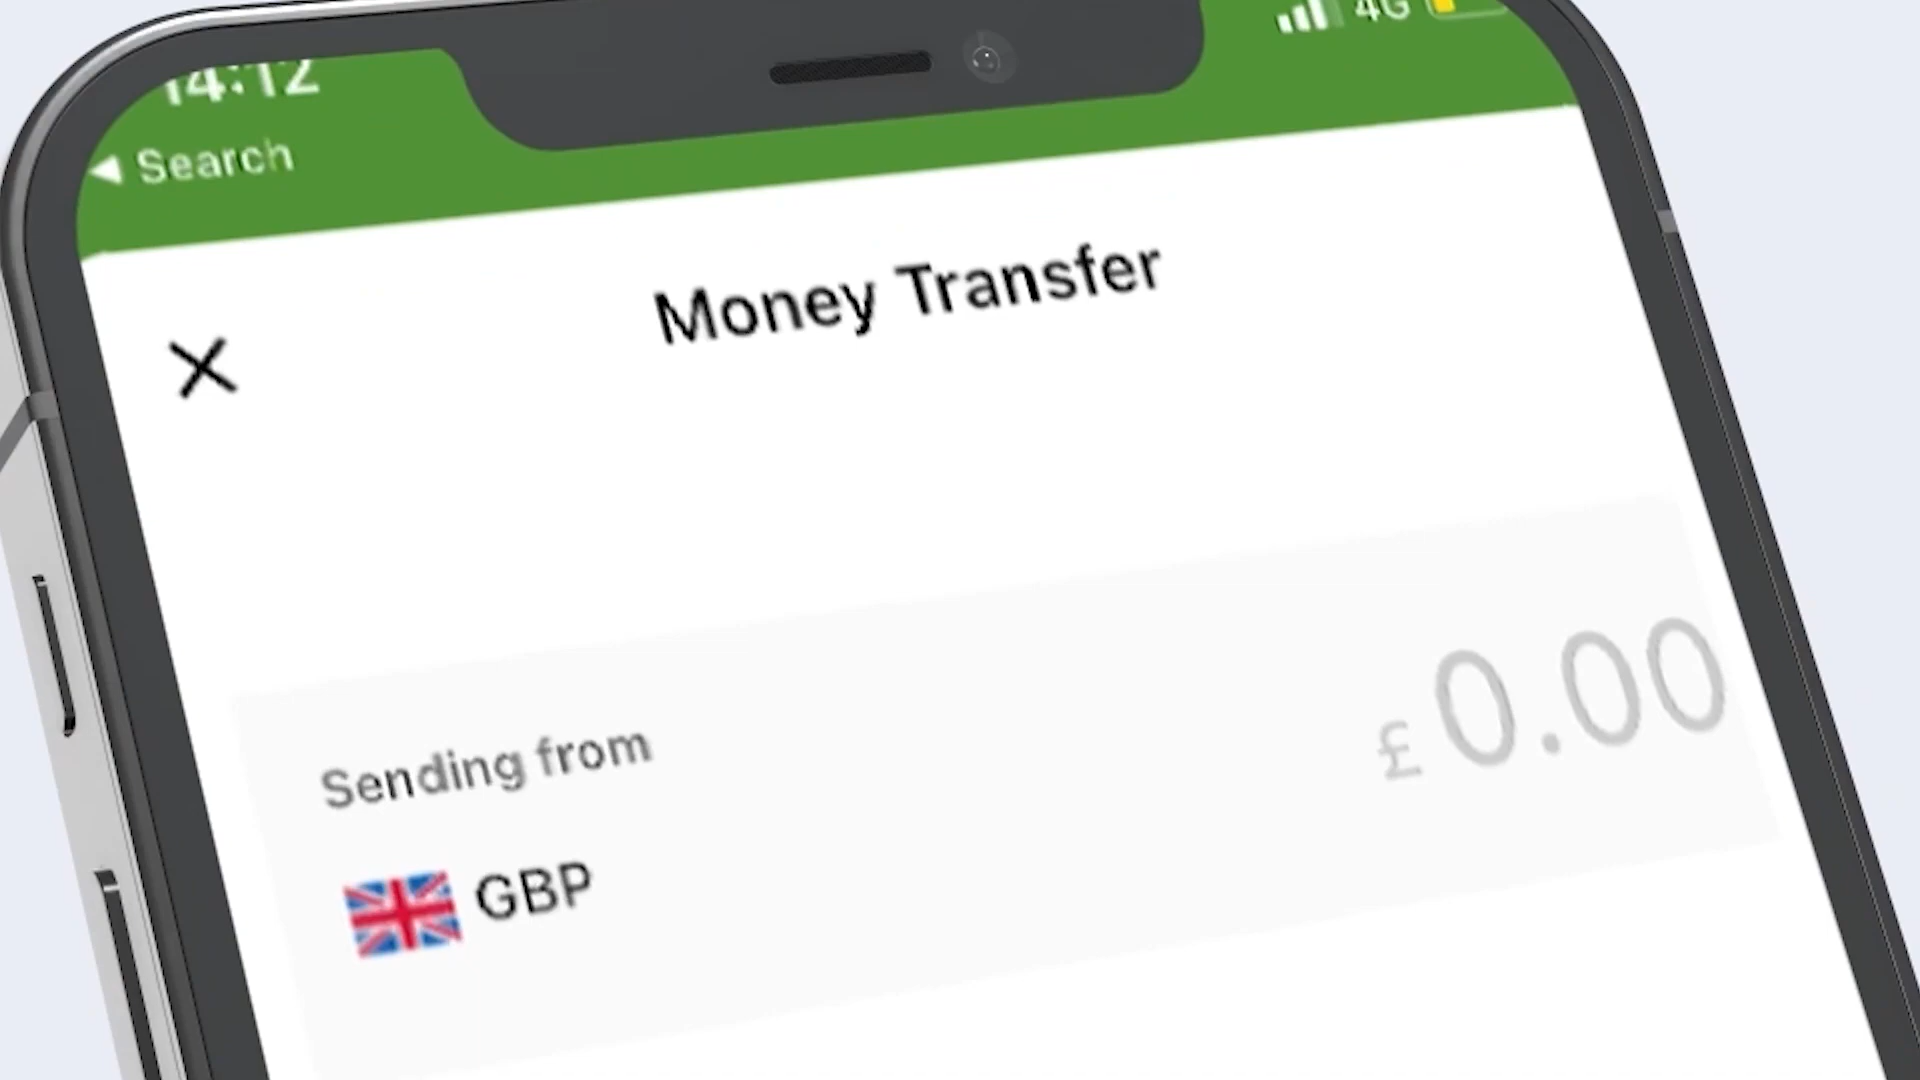 14:12
4G
Search
Money Transfer
£0.00
Sending from
GBP